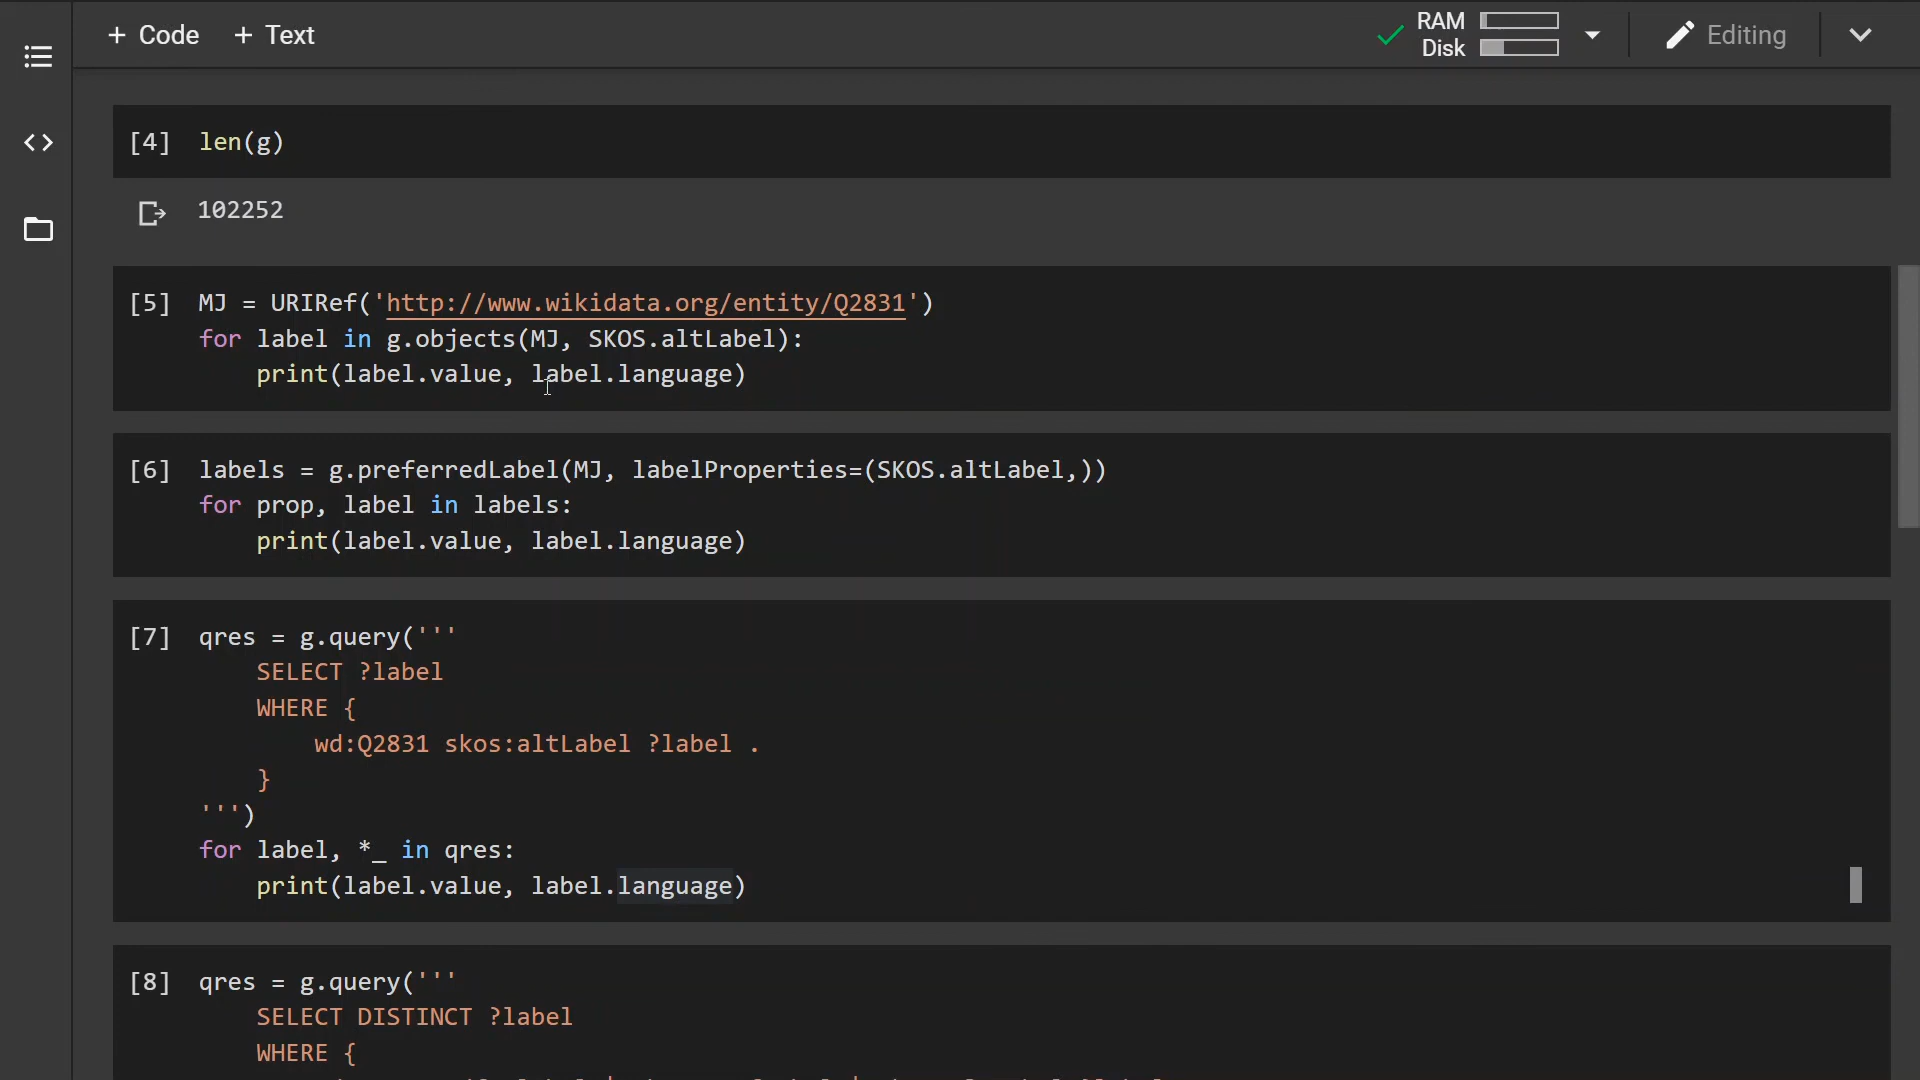 + Code + Text
RAM
Disk
Editing
[4] len(g)
102252
[5] MJ = URIRef('http://www.wikidata.org/entity/Q2831')
for label in g.objects(MJ, SKOS.altLabel):
print(label.value, label.language)
[6] labels = g.preferredLabel(MJ, labelProperties=(SKOS.altLabel,))
for prop, label in labels:
print(label.value, label.language)
[7] qres = g.query('''
SELECT ?label
WHERE {
wd:Q2831 skos:altLabel ?label .
}
''')
for label, *_ in qres:
print(label.value, label.language)
[8] qres = g.query('''
SELECT DISTINCT ?label
WHERE {